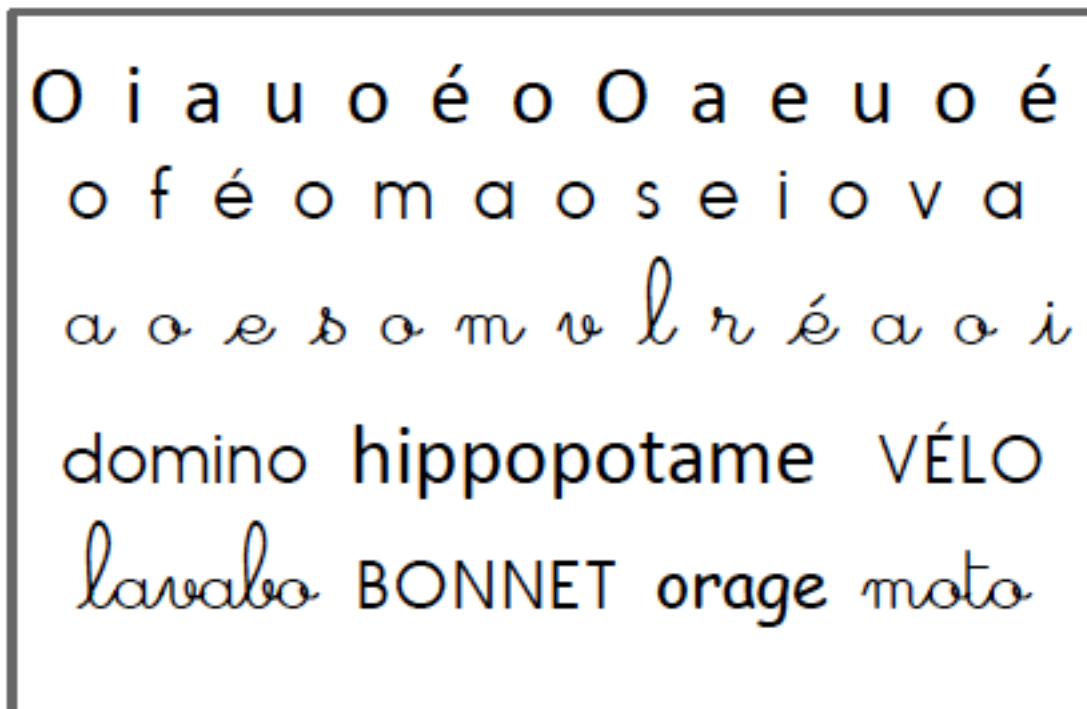 O i a u o é o O a e u o é
o f é o m a o s e i o v a
a o e s o m v l r é a o i
domino hippopotame VÉLO
lavabo BONNET orage moto